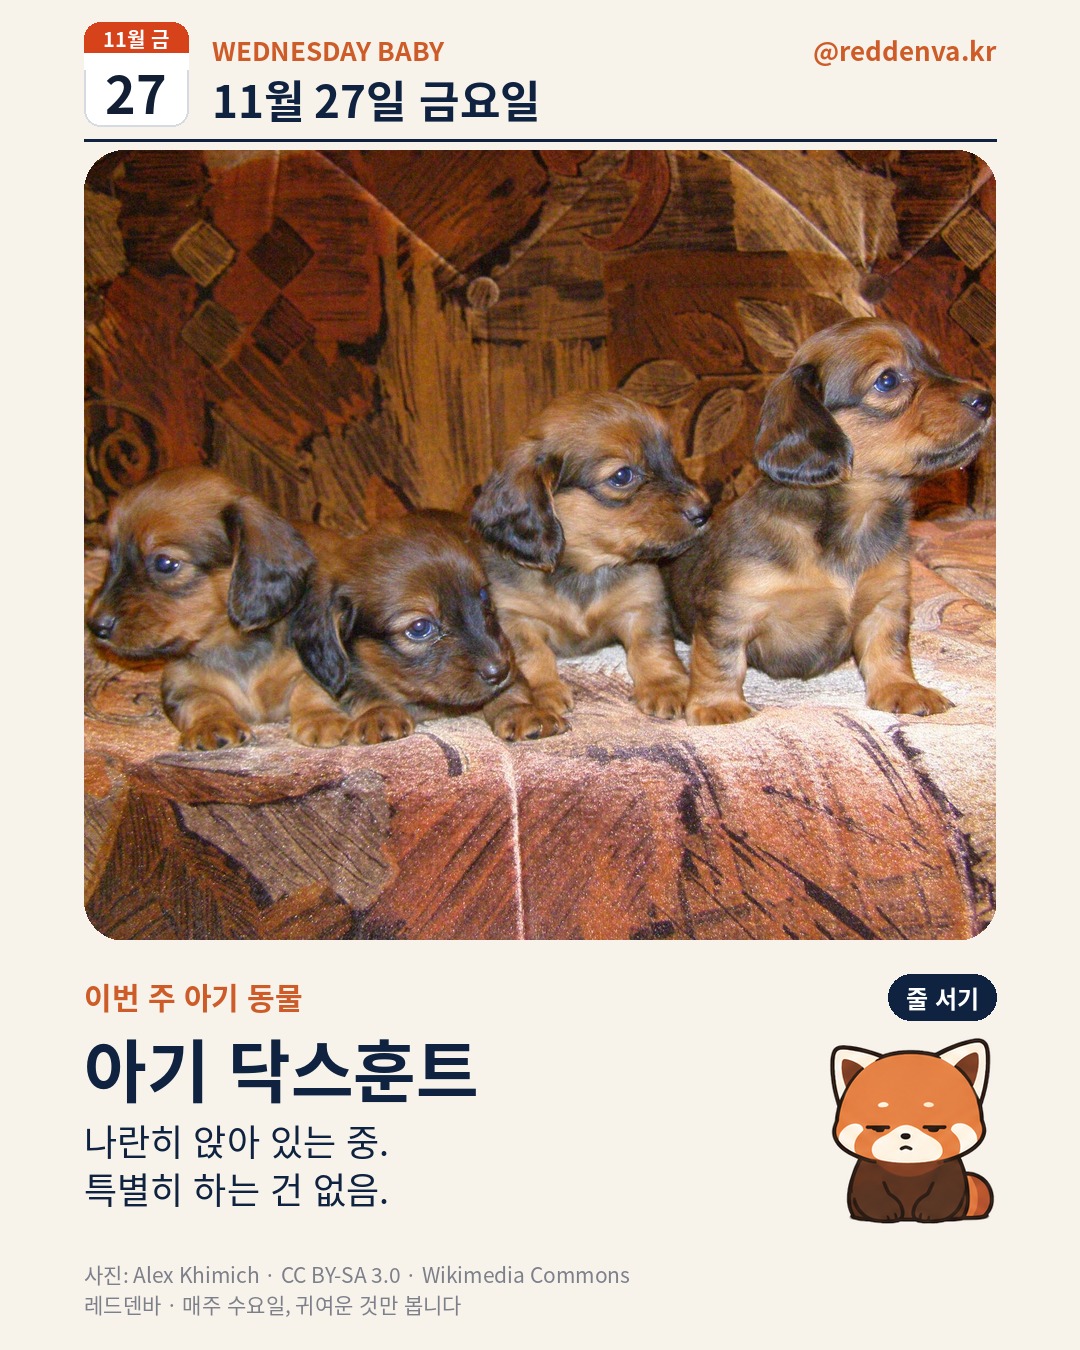 11월 금
27
WEDNESDAY BABY
11월 27일 금요일
@reddenva.kr
이번 주 아기 동물
줄 서기
아기 닥스훈트
나란히 앉아 있는 중.
특별히 하는 건 없음.
사진: Alex Khimich · CC BY-SA 3.0 · Wikimedia Commons
레드덴바 · 매주 수요일, 귀여운 것만 봅니다